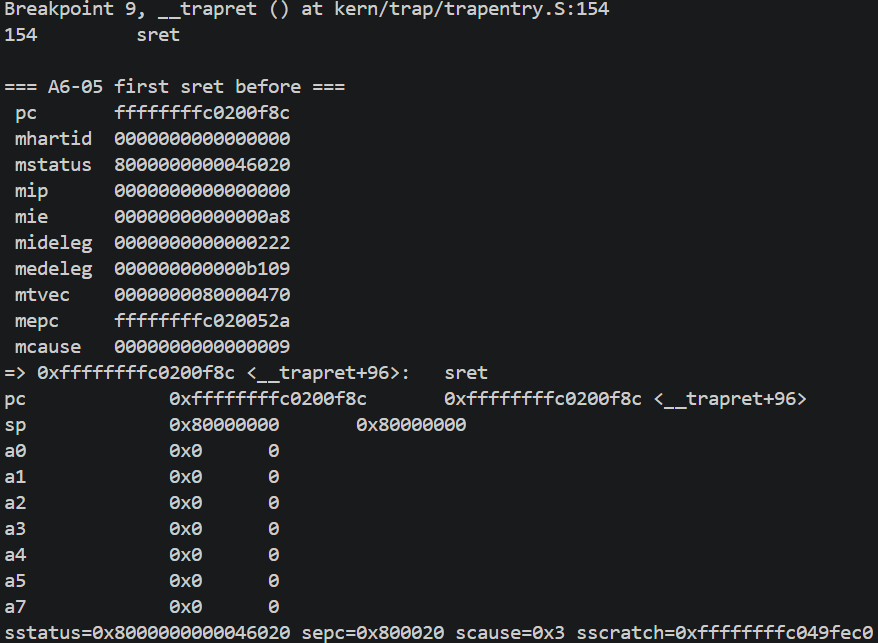 Breakpoint 9, __trapret () at kern/trap/trapentry.S:154
154         sret

=== A6-05 first sret before ===
 pc       ffffffffc0200f8c
 mhartid  0000000000000000
 mstatus  8000000000046020
 mip      0000000000000000
 mie      00000000000000a8
 mideleg  0000000000000222
 medeleg  000000000000b109
 mtvec    0000000080000470
 mepc     ffffffffc020052a
 mcause   0000000000000009
=> 0xffffffffc0200f8c <__trapret+96>:   sret
pc             0xffffffffc0200f8c       0xffffffffc0200f8c <__trapret+96>
sp             0x80000000       0x80000000
a0             0x0      0
a1             0x0      0
a2             0x0      0
a3             0x0      0
a4             0x0      0
a5             0x0      0
a7             0x0      0
sstatus=0x8000000000046020 sepc=0x800020 scause=0x3 sscratch=0xffffffffc049fec0